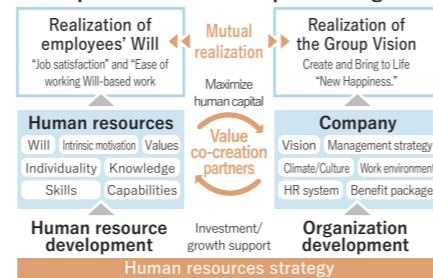 Realization of
employees' Will
"Job satisfaction" and "Ease of
working Will-based work
Mutual
realization
Realization of
the Group Vision
Create and Bring to Life
"New Happiness."
Maximize
human capital
Human resources
Will Intrinsic motivation Values
Individuality Knowledge
Skills Capabilities
Value
co-creation
partners
Company
Vision Management strategy
Climate/Culture Work environment
HR system Benefit package
Human resource
development
Investment/
growth support
Organization
development
Human resources strategy